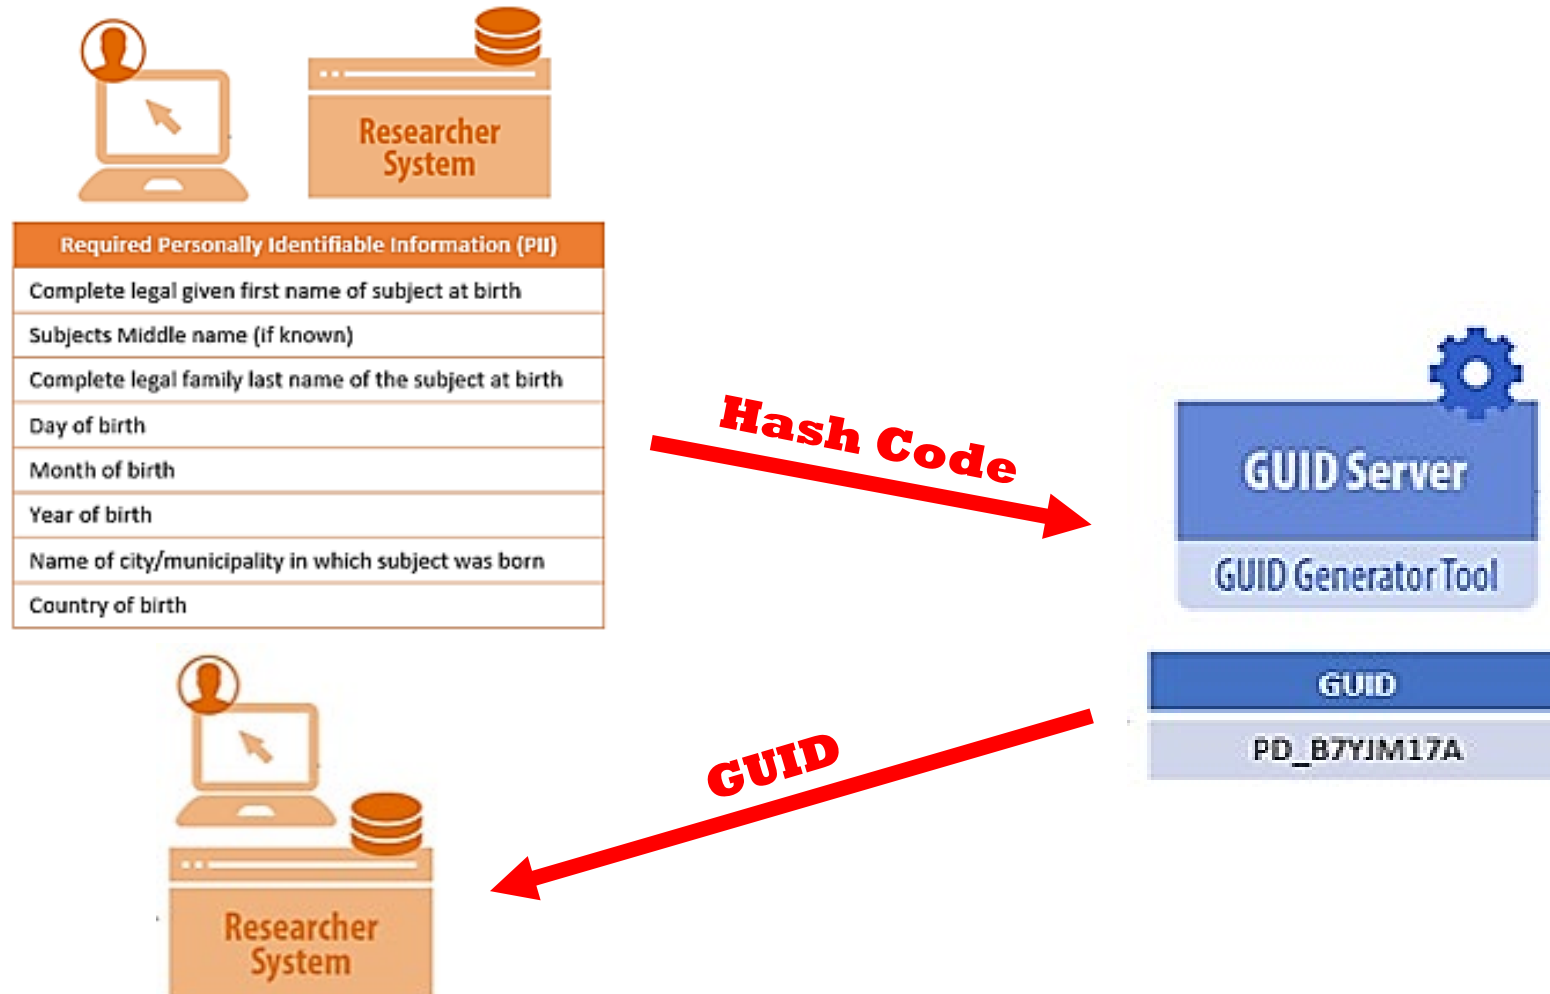 Researcher
System
Required Personally Identifiable Information (PII)
Complete legal given first name of subject at birth
Subjects Middle name (if known)
Complete legal family last name of the subject at birth
Day of birth
Month of birth
Year of birth
Name of city/municipality in which subject was born
Country of birth
Hash Code
GUID Server
GUID Generator Tool
GUID
PD_B7YJM17A
GUID
Researcher
System